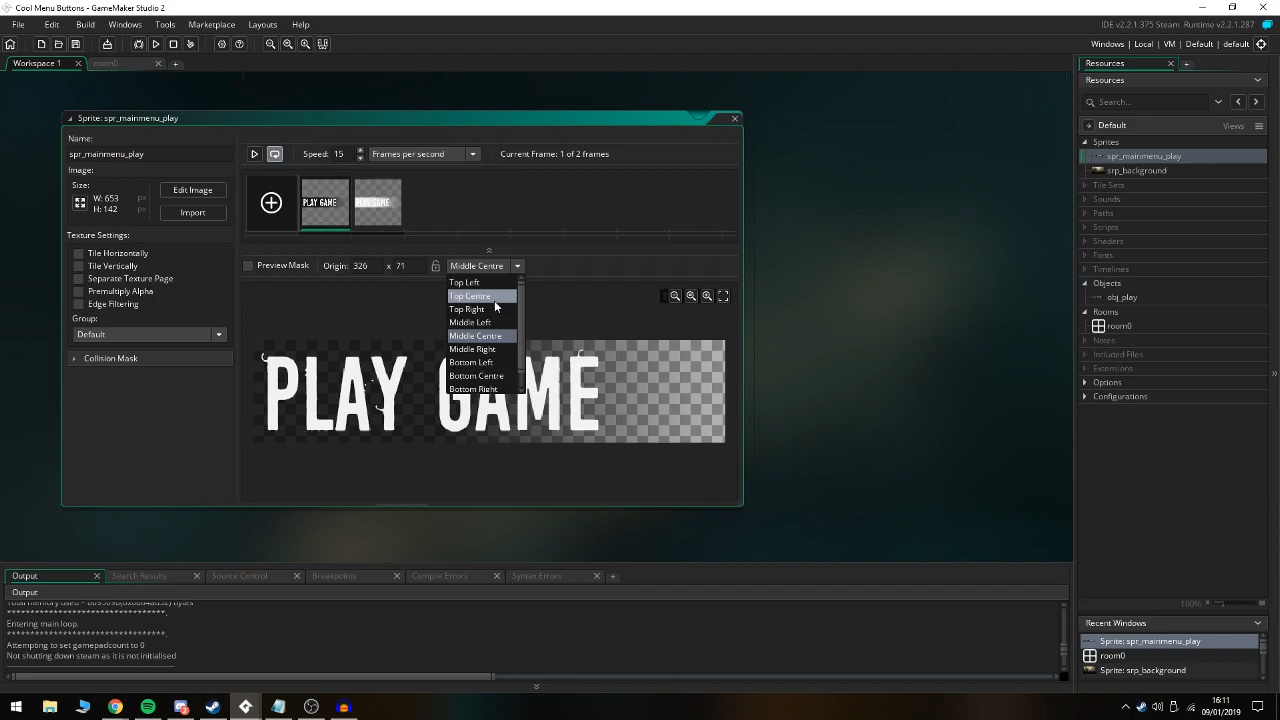 Cool Menu Buttons - GameMaker Studio 2
File Edit Build Windows Tools Marketplace Layouts Help
IDE v2.2.1.375 Steam Runtime v2.2.1.287
Windows | Local | VM | Default | default
Workspace 1
room0
Resources
Resources
Search...
Default
Views
Sprites
spr_mainmenu_play
srp_background
Tile Sets
Sounds
Paths
Scripts
Shaders
Fonts
Timelines
Objects
obj_play
Rooms
room0
Notes
Included Files
Extensions
Options
Configurations
Sprite: spr_mainmenu_play
Name:
spr_mainmenu_play
Image:
Size:
W: 653 px
H: 142 px
Edit Image
Import
Texture Settings:
Tile Horizontally
Tile Vertically
Separate Texture Page
Premultiply Alpha
Edge Filtering
Group:
Default
Collision Mask
Speed: 15
Frames per second
Current Frame: 1 of 2 frames
PLAY GAME
PLAY GAME
Preview Mask
Origin: 326 x 71
Middle Centre
Top Left
Top Centre
Top Right
Middle Left
Middle Centre
Middle Right
Bottom Left
Bottom Centre
Bottom Right
PLAY GAME
Output Search Results Source Control Breakpoints Compile Errors Syntax Errors
Output
Entering main loop.
***********************************.
Attempting to set gamepadcount to 0
Not shutting down steam as it is not initialised
100%
Recent Windows
Sprite: spr_mainmenu_play
room0
Sprite: srp_background
16:11
09/01/2019